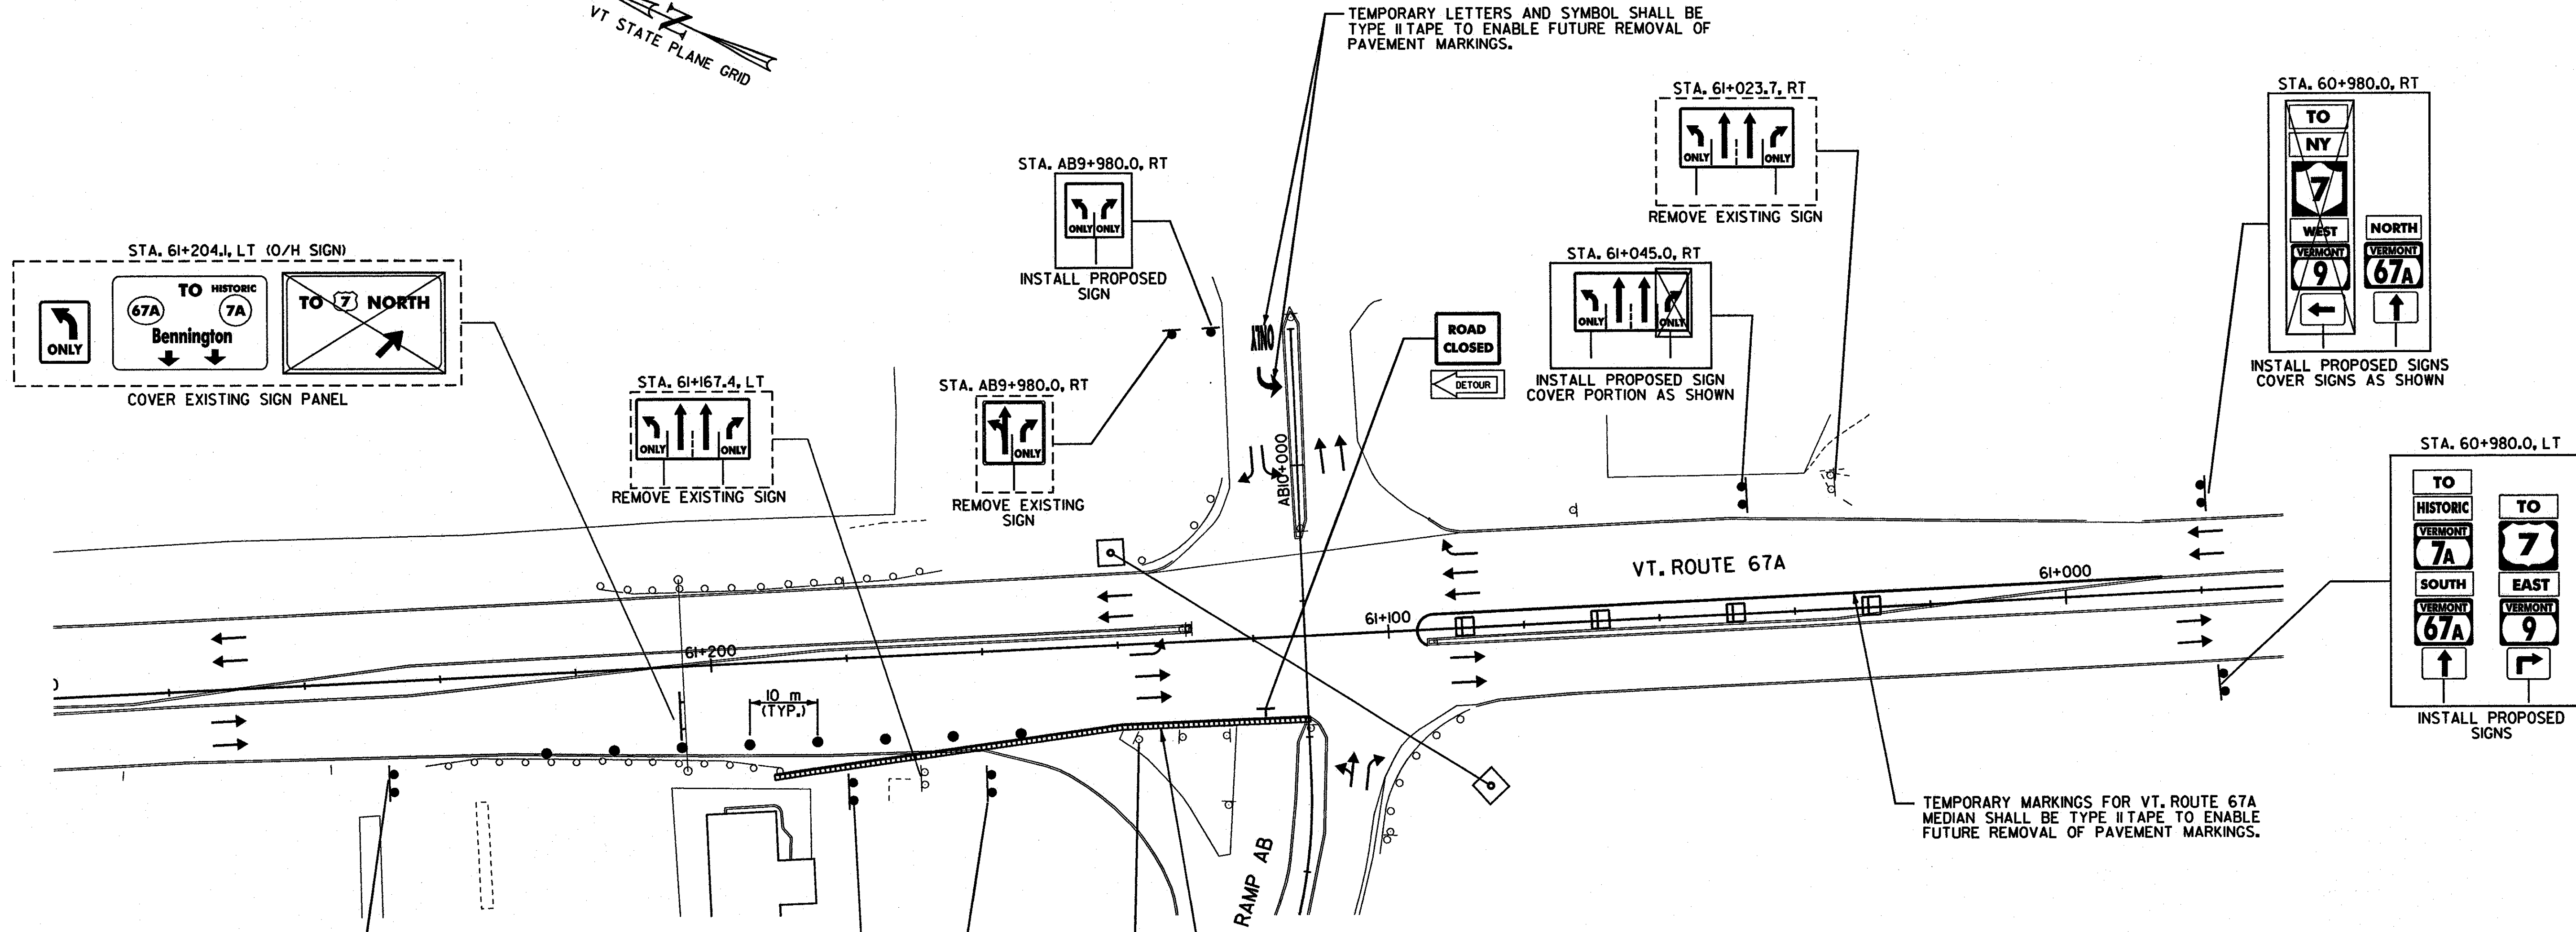 VT STATE PLANE GRID
N
TEMPORARY LETTERS AND SYMBOL SHALL BE
TYPE II TAPE TO ENABLE FUTURE REMOVAL OF
PAVEMENT MARKINGS.
STA. 61+023.7, RT
ONLY
ONLY
REMOVE EXISTING SIGN
STA. 60+980.0, RT
TO
NY
7
WEST
VERMONT
9
NORTH
VERMONT
67A
INSTALL PROPOSED SIGNS
COVER SIGNS AS SHOWN
STA. AB9+980.0, RT
ONLY ONLY
INSTALL PROPOSED
SIGN
STA. 61+204.1, LT (O/H SIGN)
ONLY
TO HISTORIC
67A 7A
Bennington
TO 7 NORTH
COVER EXISTING SIGN PANEL
STA. 61+167.4, LT
ONLY
ONLY
REMOVE EXISTING SIGN
STA. AB9+980.0, RT
ONLY
REMOVE EXISTING
SIGN
ONLY
ROAD
CLOSED
DETOUR
STA. 61+045.0, RT
ONLY
ONLY
INSTALL PROPOSED SIGN
COVER PORTION AS SHOWN
STA. 60+980.0, LT
TO
HISTORIC
VERMONT
7A
SOUTH
VERMONT
67A
TO
7
EAST
VERMONT
9
INSTALL PROPOSED
SIGNS
AB10+000
VT. ROUTE 67A
61+000
61+100
61+200
10 m
(TYP.)
RAMP AB
TEMPORARY MARKINGS FOR VT. ROUTE 67A
MEDIAN SHALL BE TYPE II TAPE TO ENABLE
FUTURE REMOVAL OF PAVEMENT MARKINGS.